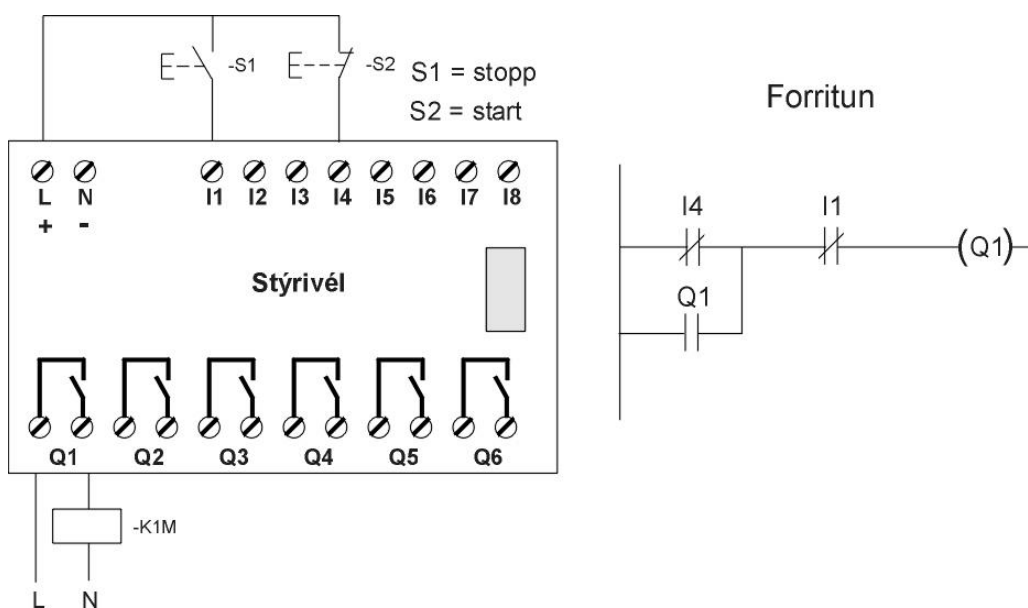 -S1
-S2
S1 = stopp
S2 = start
L
N
I1
I2
I3
I4
I5
I6
I7
I8
+
-
Stýrivél
Q1
Q2
Q3
Q4
Q5
Q6
-K1M
L
N
Forritun
I4
I1
(Q1)
Q1